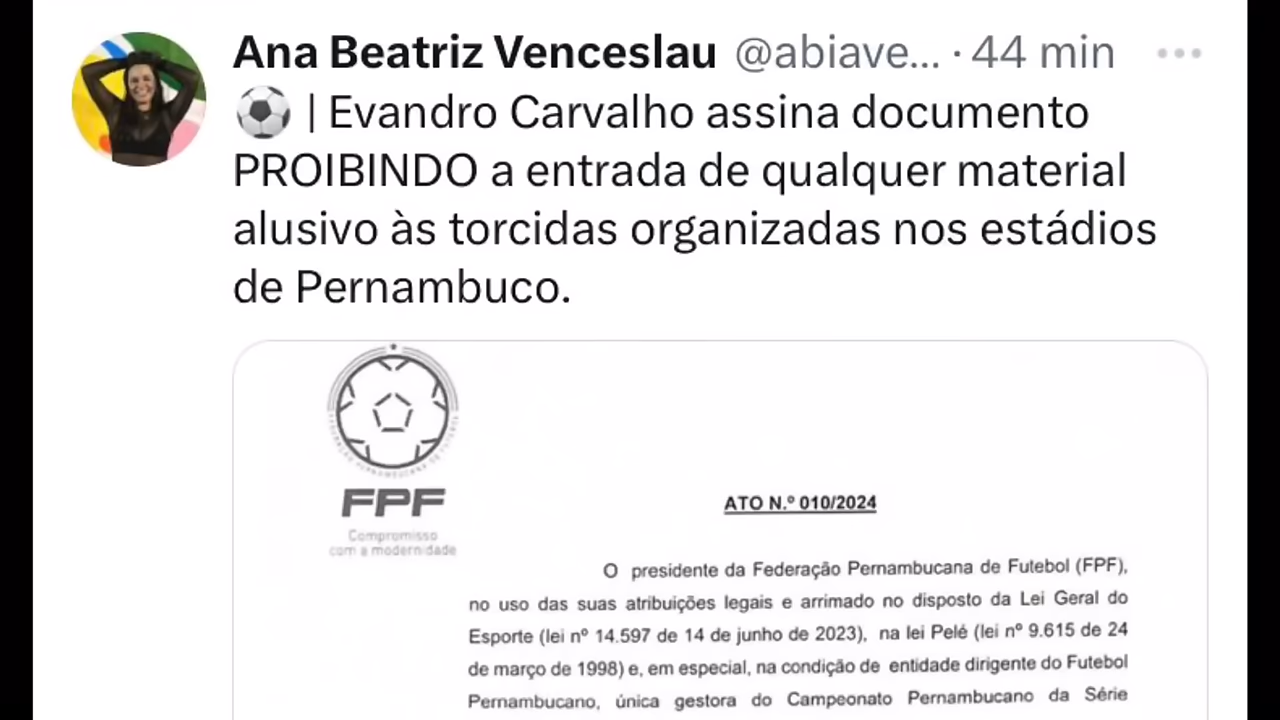 Ana Beatriz Venceslau @abiave... · 44 min
⚽ | Evandro Carvalho assina documento
PROIBINDO a entrada de qualquer material
alusivo às torcidas organizadas nos estádios
de Pernambuco.
FEDERAÇÃO PERNAMBUCANA DE FUTEBOL
FPF
Compromisso
com a modernidade
ATO N.º 010/2024
O presidente da Federação Pernambucana de Futebol (FPF),
no uso das suas atribuições legais e arrimado no disposto da Lei Geral do
Esporte (lei nº 14.597 de 14 de junho de 2023), na lei Pelé (lei nº 9.615 de 24
de março de 1998) e, em especial, na condição de entidade dirigente do Futebol
Pernambucano, única gestora do Campeonato Pernambucano da Série